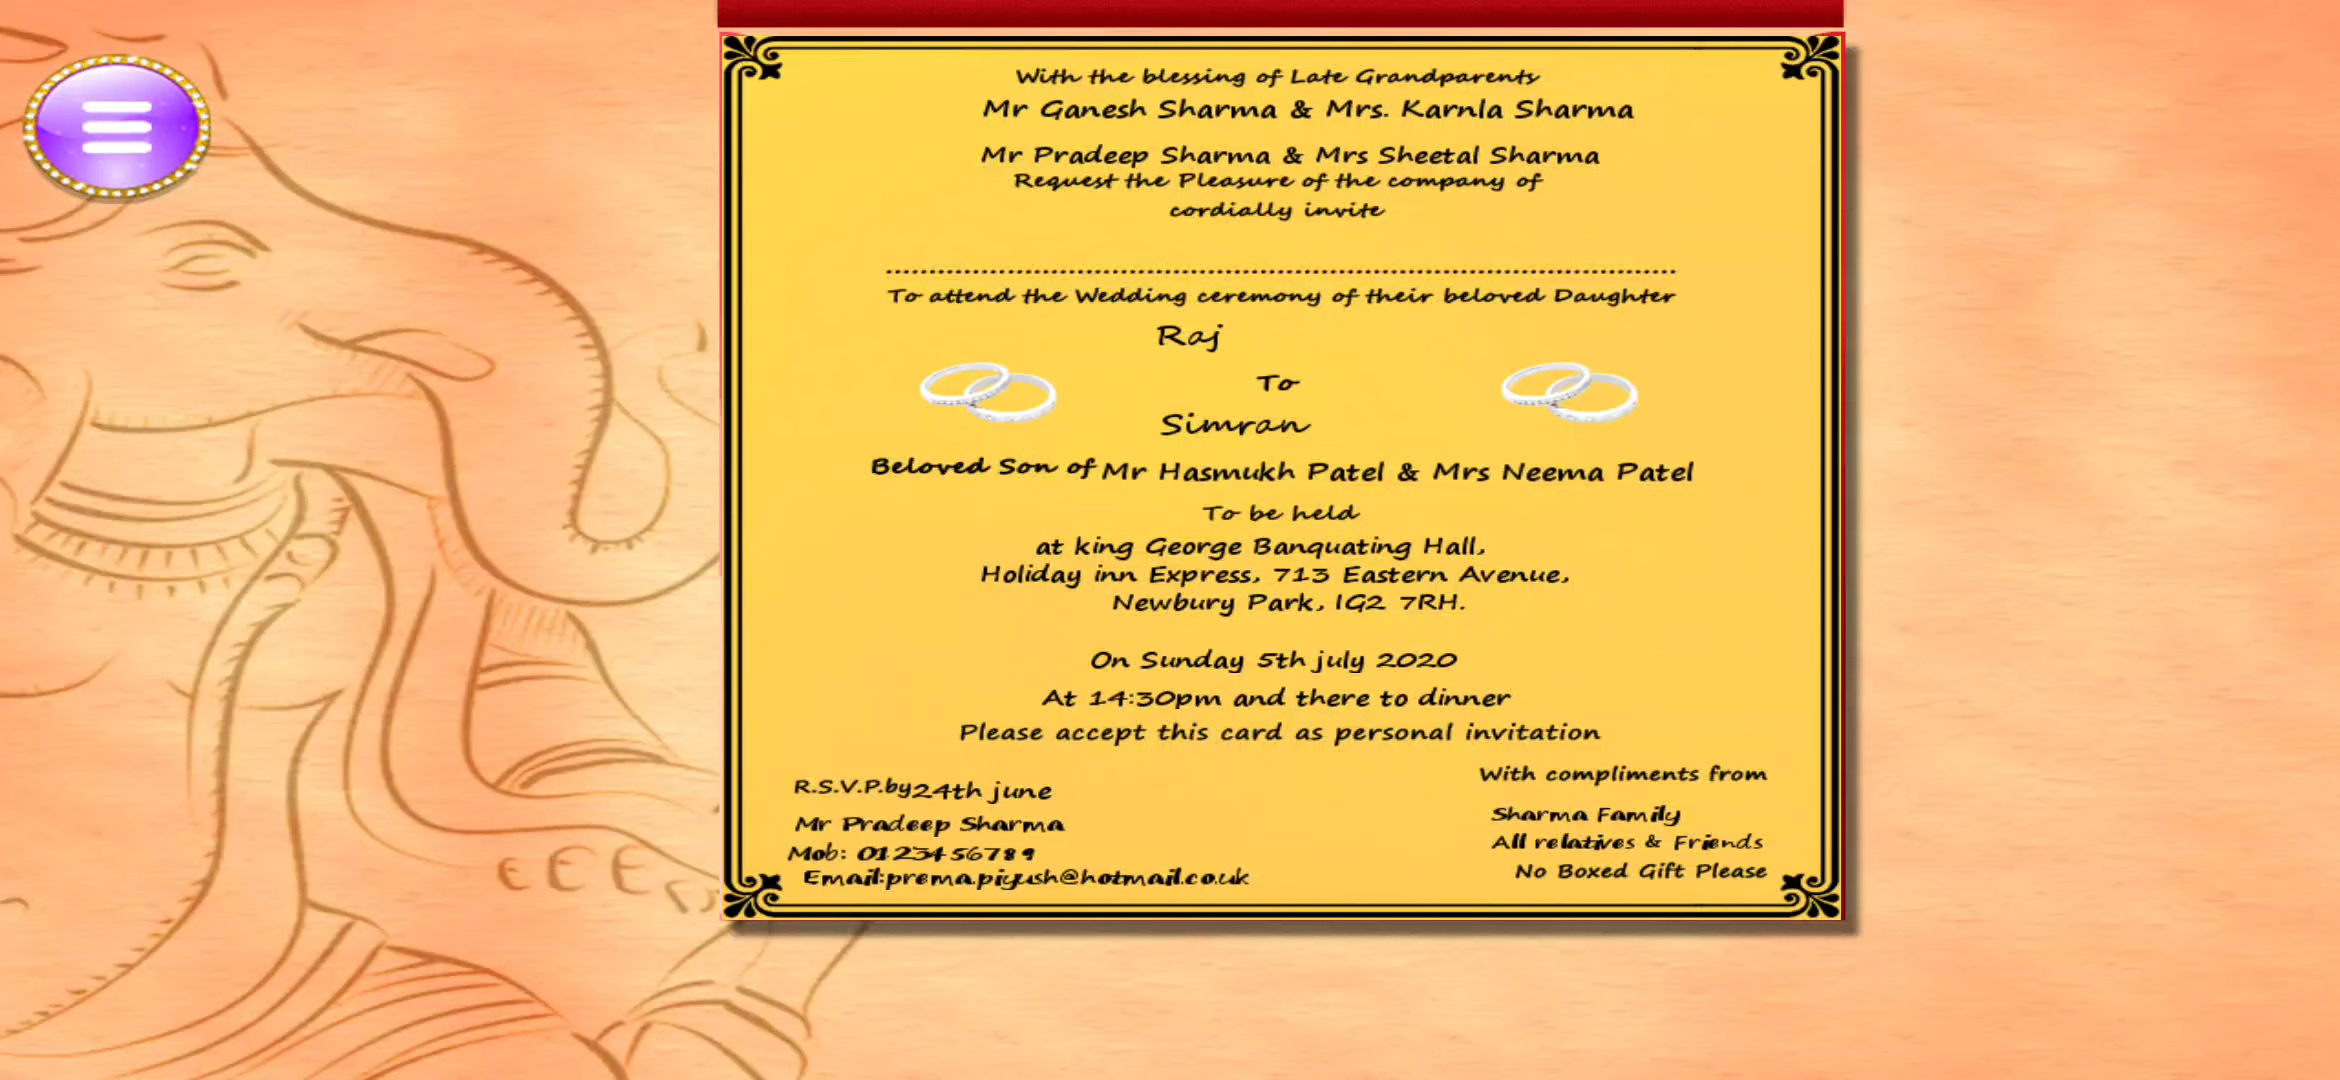 With the blessing of Late Grandparents
Mr Ganesh Sharma & Mrs. Karnla Sharma
Mr Pradeep Sharma & Mrs Sheetal Sharma
Request the Pleasure of the company of
cordially invite
To attend the Wedding ceremony of their beloved Daughter
Raj
To
Simran
Beloved Son of Mr Hasmukh Patel & Mrs Neema Patel
To be held
at king George Banquating Hall,
Holiday inn Express, 713 Eastern Avenue,
Newbury Park, IG2 7RH.
On Sunday 5th july 2020
At 14:30pm and there to dinner
Please accept this card as personal invitation
R.S.V.P.by 24th june
Mr Pradeep Sharma
Mob: 0123456789
Email:prema.piyush@hotmail.co.uk
With compliments from
Sharma Family
All relatives & Friends
No Boxed Gift Please